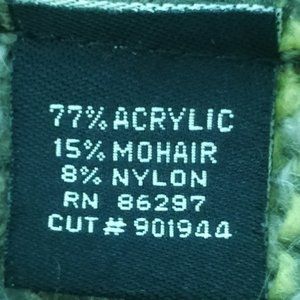 77% ACRYLIC
15% MOHAIR
8% NYLON
RN 86297
CUT # 901944